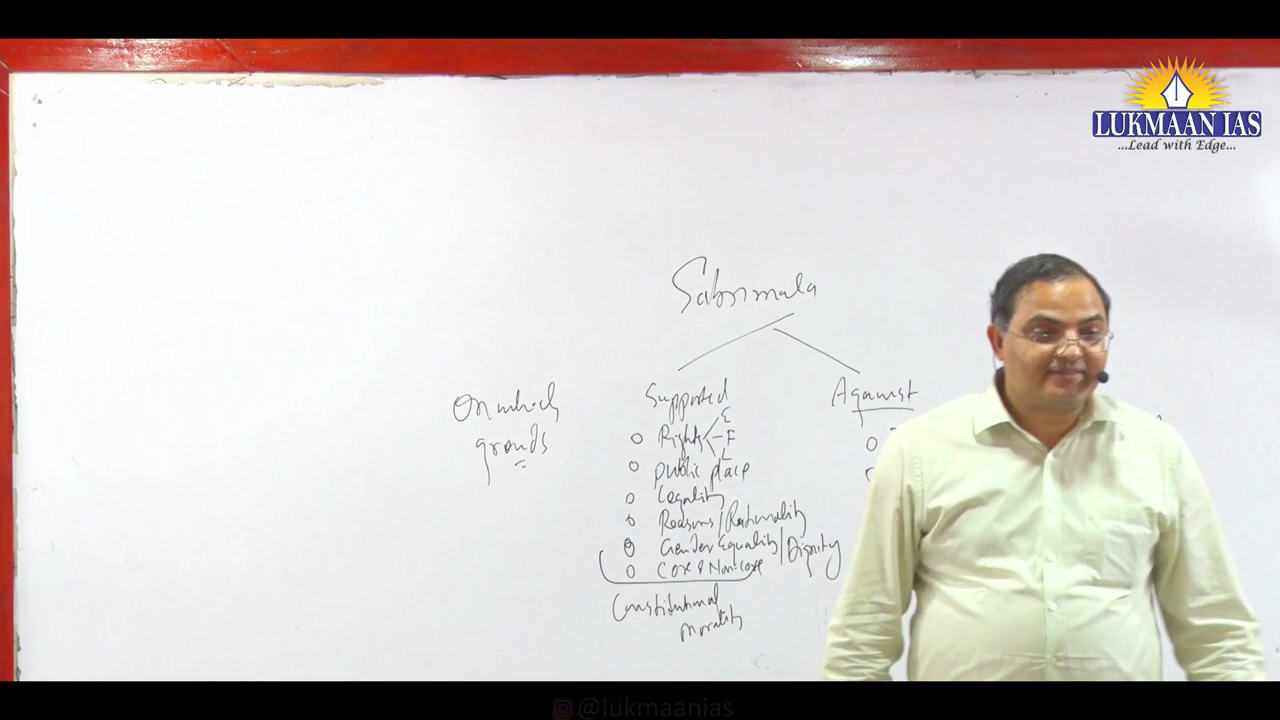 LUKMAAN IAS
...Lead with Edge...
Sabrimala
On which
grounds
Supported
Rights E
F
L
public place
Legality
Reasons/Rationality
Gender Equality/Dignity
Core & Non-core
Constitutional
morality
Against
@lukmaanias